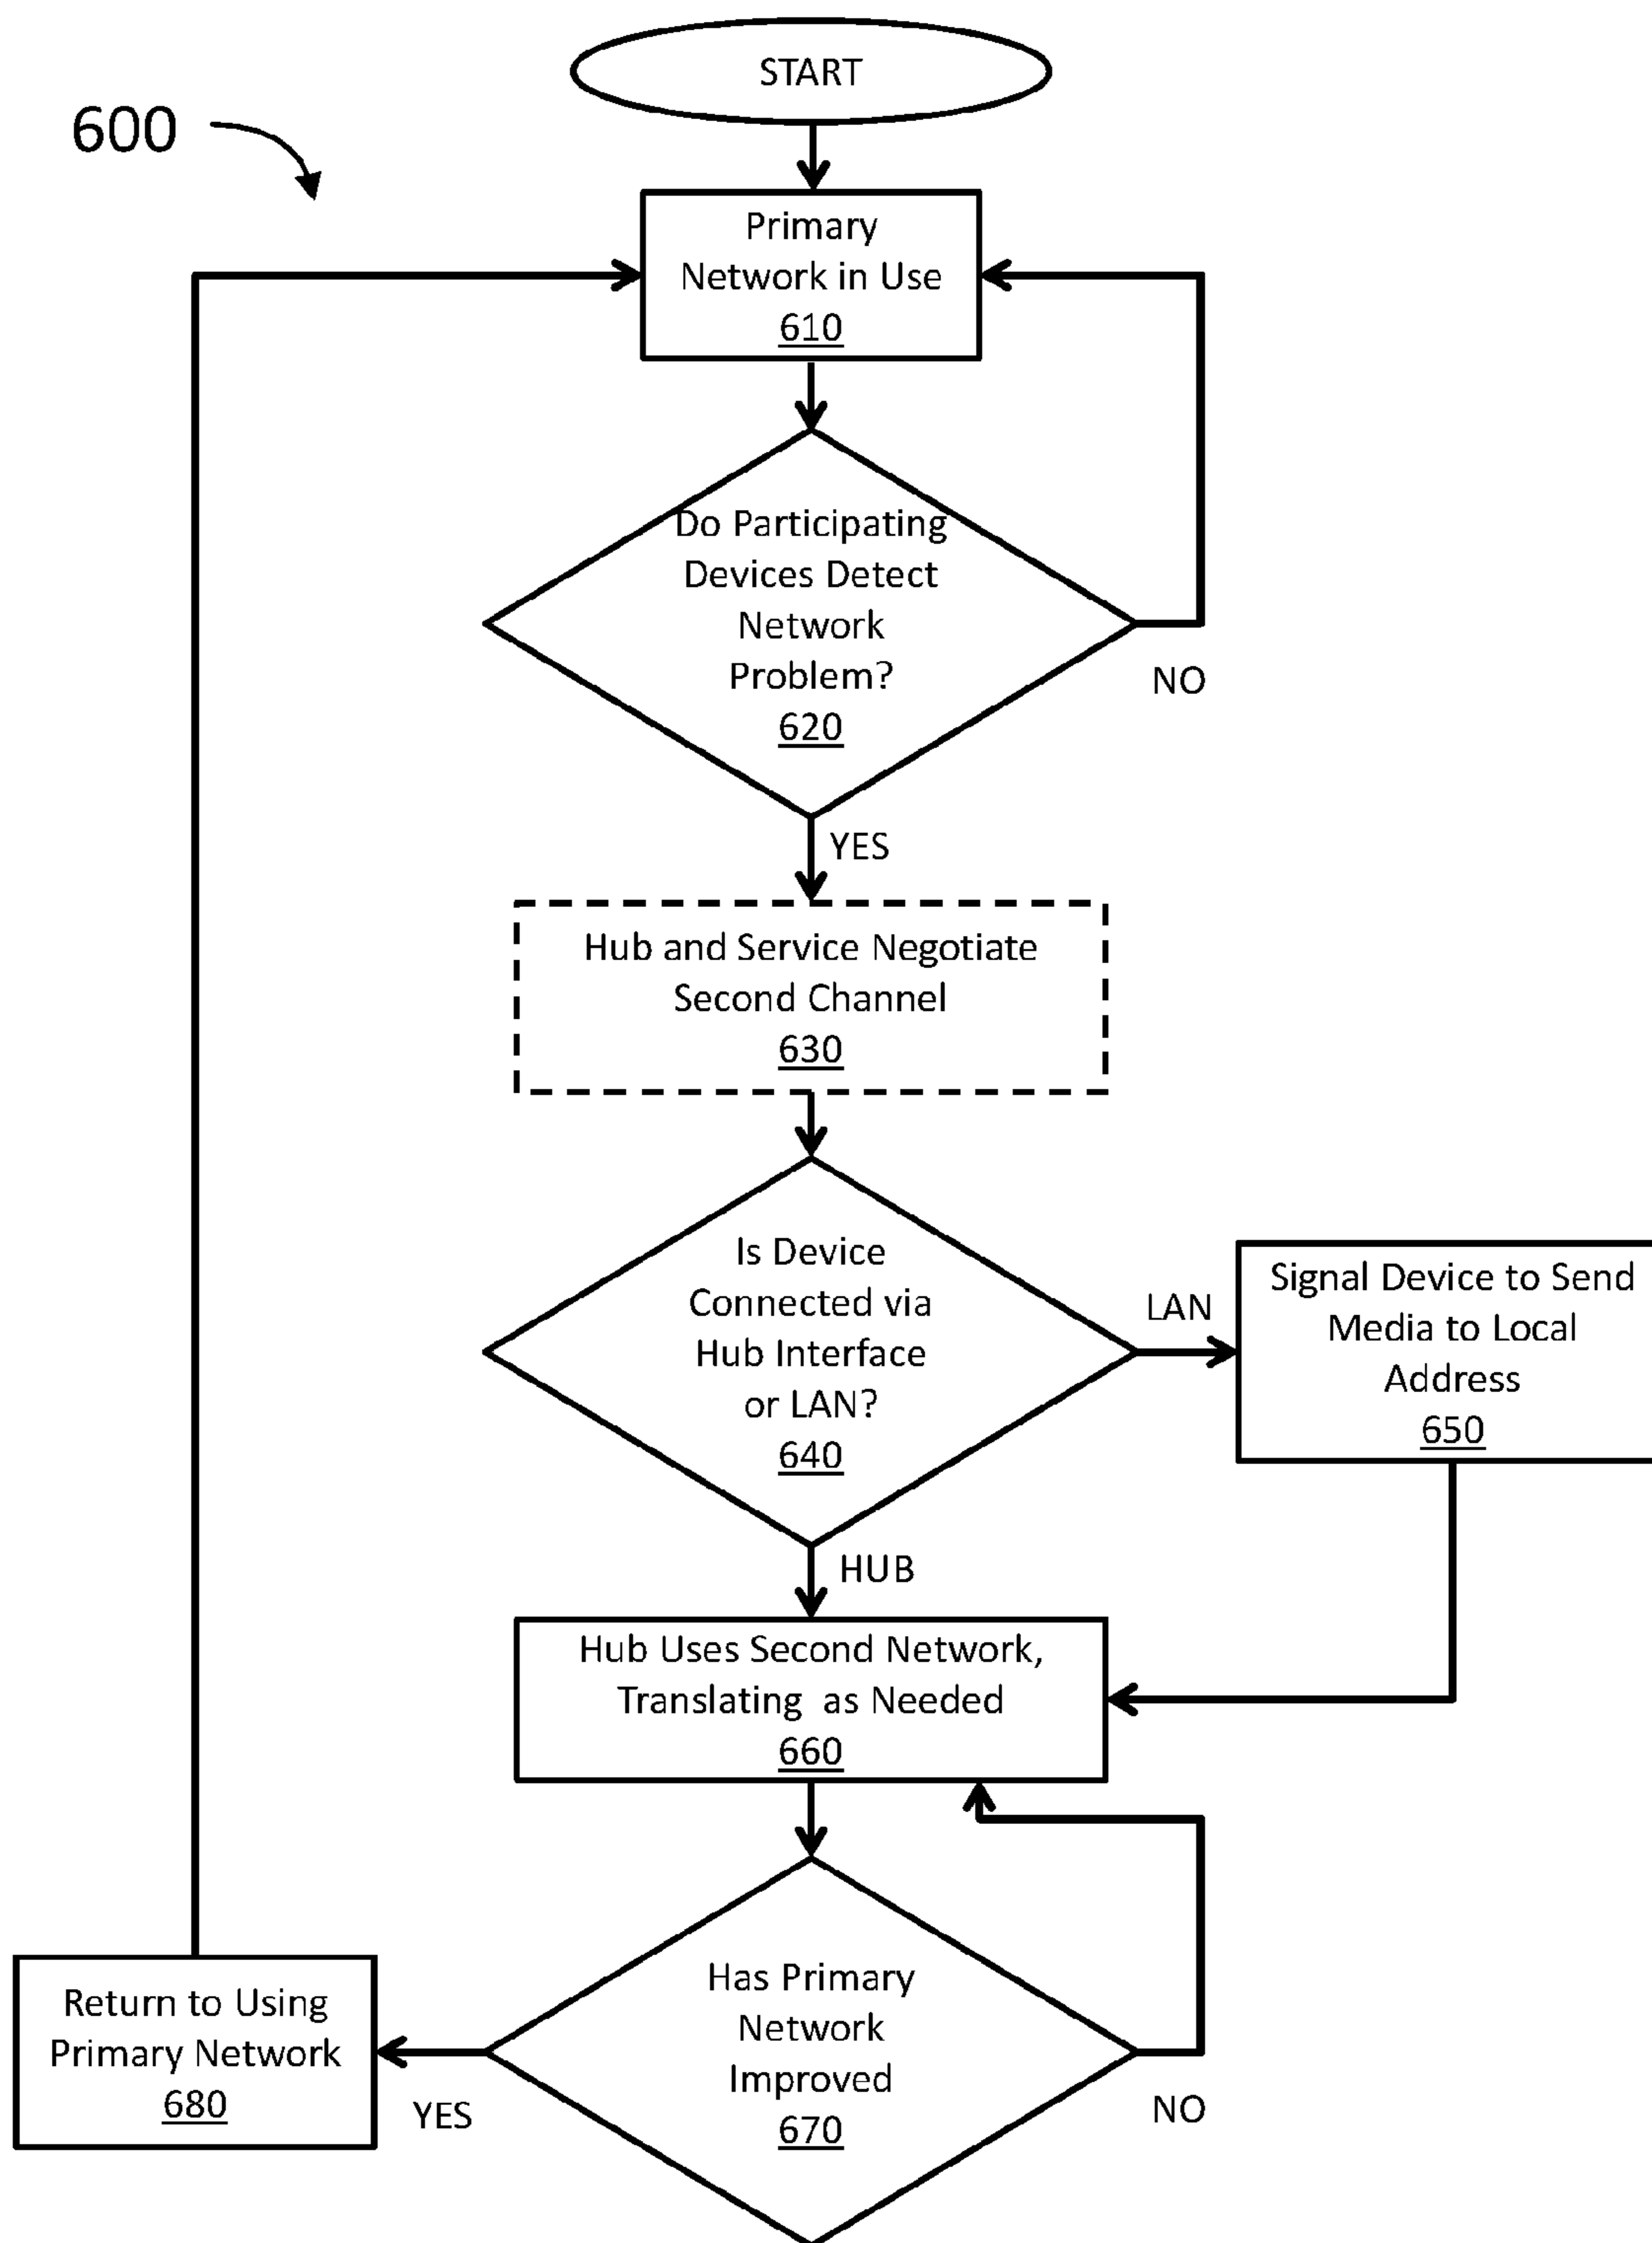 START
600
Primary
Network in Use
610
Do Participating
Devices Detect
Network
Problem?
620
NO
YES
Hub and Service Negotiate
Second Channel
630
Is Device
Connected via
Hub Interface
or LAN?
640
LAN
Signal Device to Send
Media to Local
Address
650
HUB
Hub Uses Second Network,
Translating as Needed
660
Has Primary
Network
Improved
670
NO
YES
Return to Using
Primary Network
680